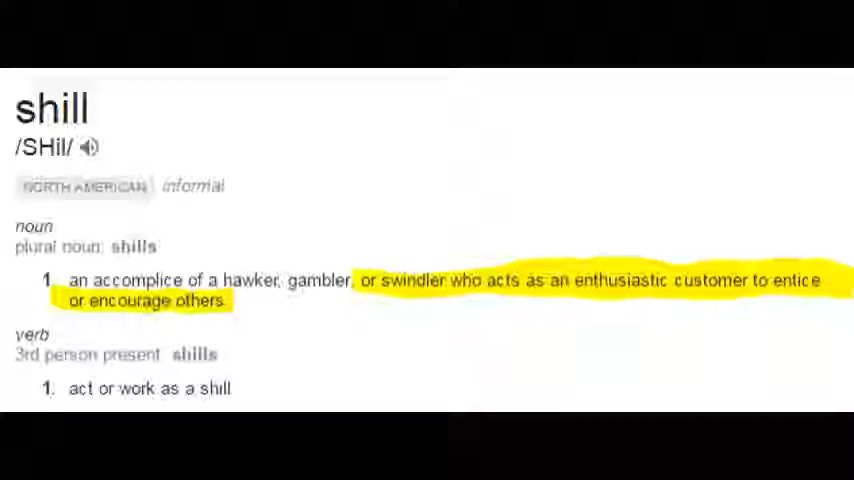 shill
/SHil/
NORTH AMERICAN informal
noun
plural noun: shills
1. an accomplice of a hawker, gambler, or swindler who acts as an enthusiastic customer to entice
or encourage others.
verb
3rd person present: shills
1. act or work as a shill